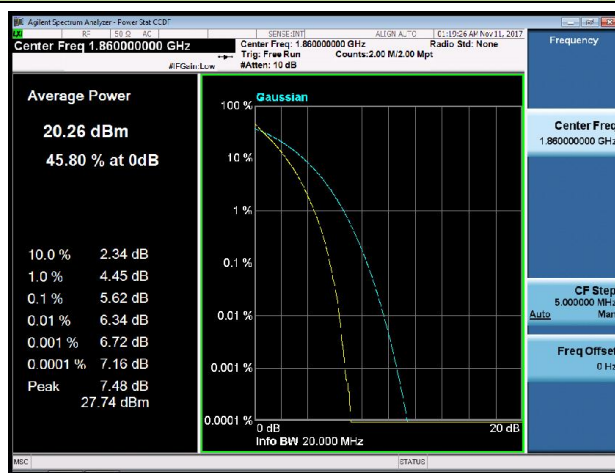 Agilent Spectrum Analyzer - Power Stat CCDF
RF 50 Ω AC SENSE:INT ALIGN AUTO 01:19:26 AM Nov 11, 2017
Center Freq 1.860000000 GHz
Center Freq: 1.860000000 GHz Radio Std: None
Trig: Free Run Counts:2.00 M/2.00 Mpt
#IFGain:Low #Atten: 10 dB
Frequency
Average Power
20.26 dBm
45.80 % at 0dB
10.0 % 2.34 dB
1.0 % 4.45 dB
0.1 % 5.62 dB
0.01 % 6.34 dB
0.001 % 6.72 dB
0.0001 % 7.16 dB
Peak 7.48 dB
27.74 dBm
Gaussian
100 %
10 %
1 %
0.1 %
0.01 %
0.001 %
0.0001 %
0 dB 20 dB
Info BW 20.000 MHz
Center Freq
1.860000000 GHz
CF Step
5.000000 MHz
Auto Man
Freq Offset
0 Hz
MSG STATUS